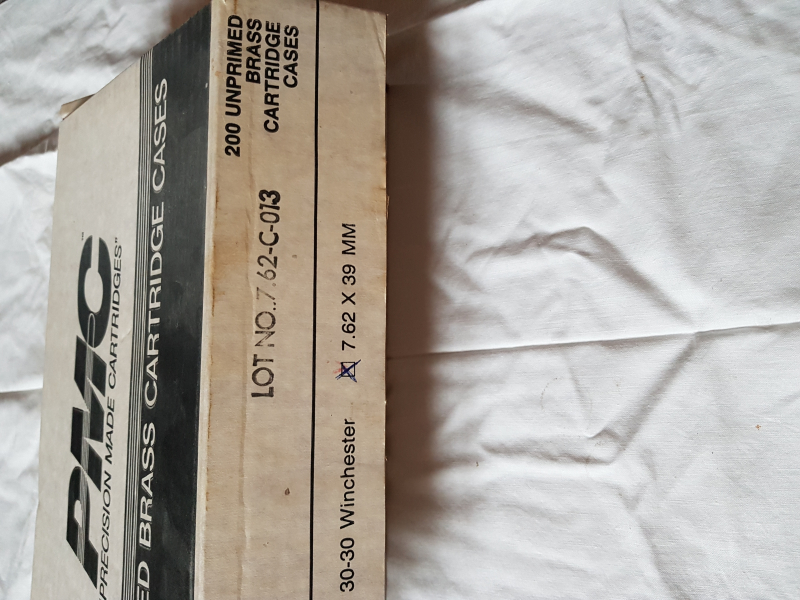 PMC™
PRECISION MADE CARTRIDGES"
ED BRASS CARTRIDGE CASES
200 UNPRIMED
BRASS
CARTRIDGE
CASES
LOT NO..7.62-C-013
30-30 Winchester
7.62 X 39 MM